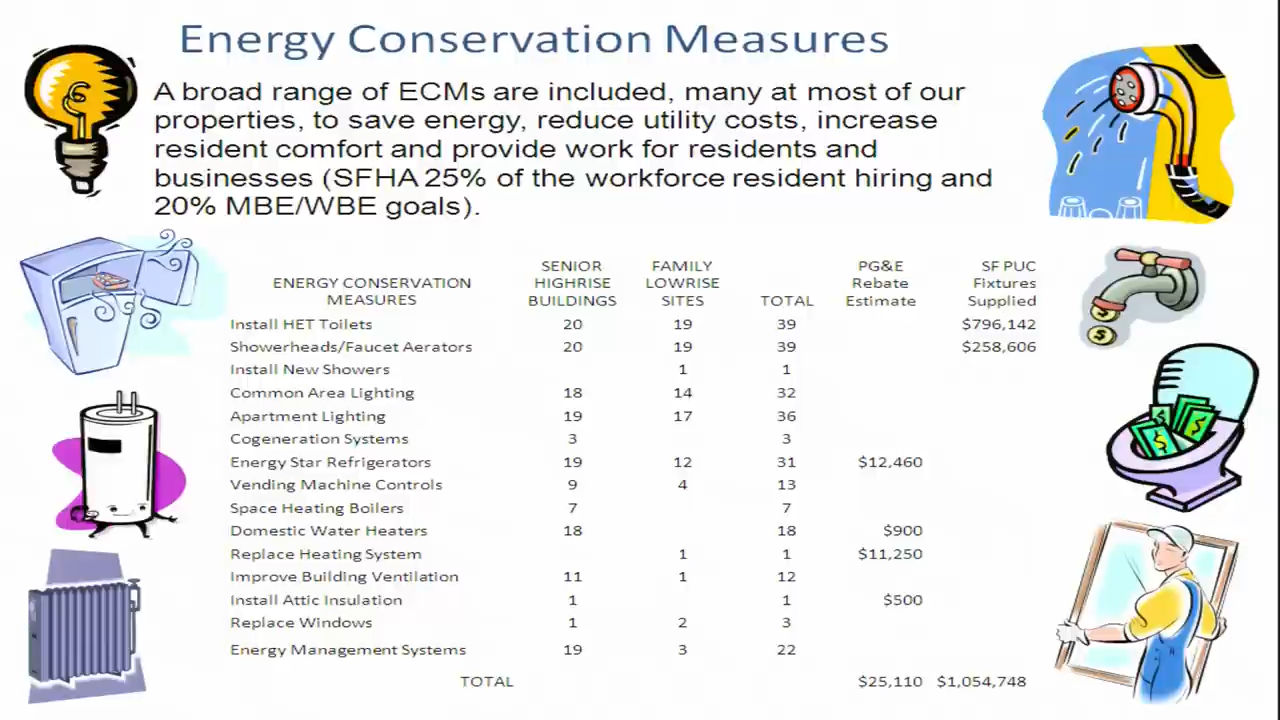 Energy Conservation Measures
A broad range of ECMs are included, many at most of our
properties, to save energy, reduce utility costs, increase
resident comfort and provide work for residents and
businesses (SFHA 25% of the workforce resident hiring and
20% MBE/WBE goals).
ENERGY CONSERVATION MEASURES SENIOR HIGHRISE BUILDINGS FAMILY LOWRISE SITES TOTAL PG&E Rebate Estimate SF PUC Fixtures Supplied
Install HET Toilets 20 19 39 $796,142
Showerheads/Faucet Aerators 20 19 39 $258,606
Install New Showers 1 1
Common Area Lighting 18 14 32
Apartment Lighting 19 17 36
Cogeneration Systems 3 3
Energy Star Refrigerators 19 12 31 $12,460
Vending Machine Controls 9 4 13
Space Heating Boilers 7 7
Domestic Water Heaters 18 18 $900
Replace Heating System 1 1 $11,250
Improve Building Ventilation 11 1 12
Install Attic Insulation 1 1 $500
Replace Windows 1 2 3
Energy Management Systems 19 3 22
TOTAL $25,110 $1,054,748